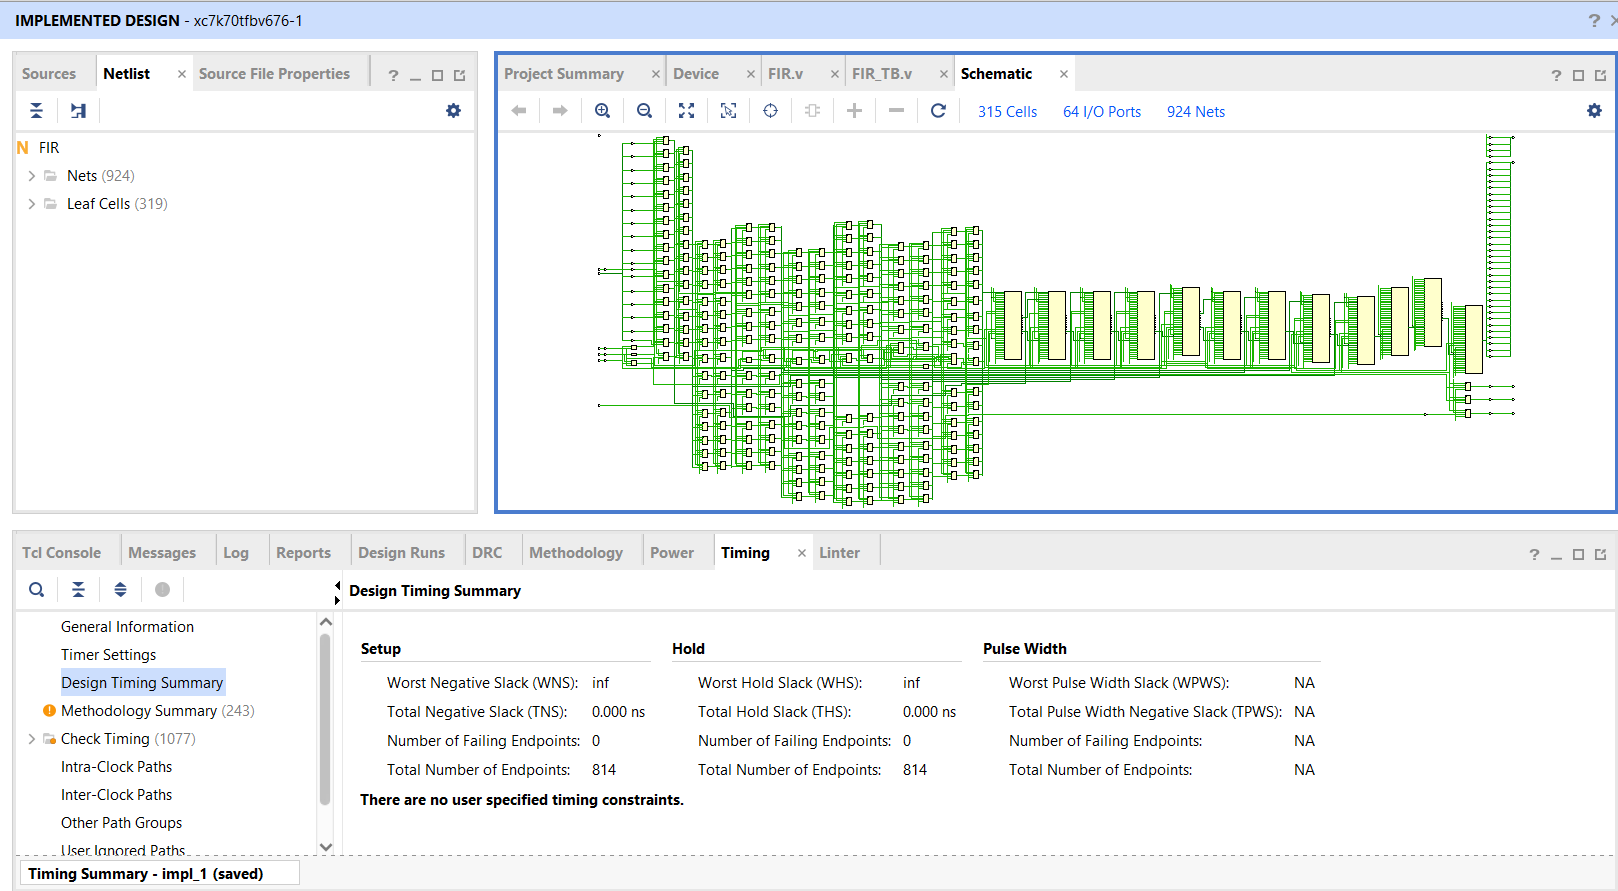 IMPLEMENTED DESIGN - xc7k70tfbv676-1
Sources Netlist Source File Properties
FIR
Nets (924)
Leaf Cells (319)
Project Summary Device FIR.v FIR_TB.v Schematic
315 Cells 64 I/O Ports 924 Nets
Tcl Console Messages Log Reports Design Runs DRC Methodology Power Timing Linter
General Information
Timer Settings
Design Timing Summary
Methodology Summary (243)
Check Timing (1077)
Intra-Clock Paths
Inter-Clock Paths
Other Path Groups
User Ignored Paths
Design Timing Summary
Setup Hold Pulse Width
Worst Negative Slack (WNS): inf Worst Hold Slack (WHS): inf Worst Pulse Width Slack (WPWS): NA
Total Negative Slack (TNS): 0.000 ns Total Hold Slack (THS): 0.000 ns Total Pulse Width Negative Slack (TPWS): NA
Number of Failing Endpoints: 0 Number of Failing Endpoints: 0 Number of Failing Endpoints: NA
Total Number of Endpoints: 814 Total Number of Endpoints: 814 Total Number of Endpoints: NA
There are no user specified timing constraints.
Timing Summary - impl_1 (saved)